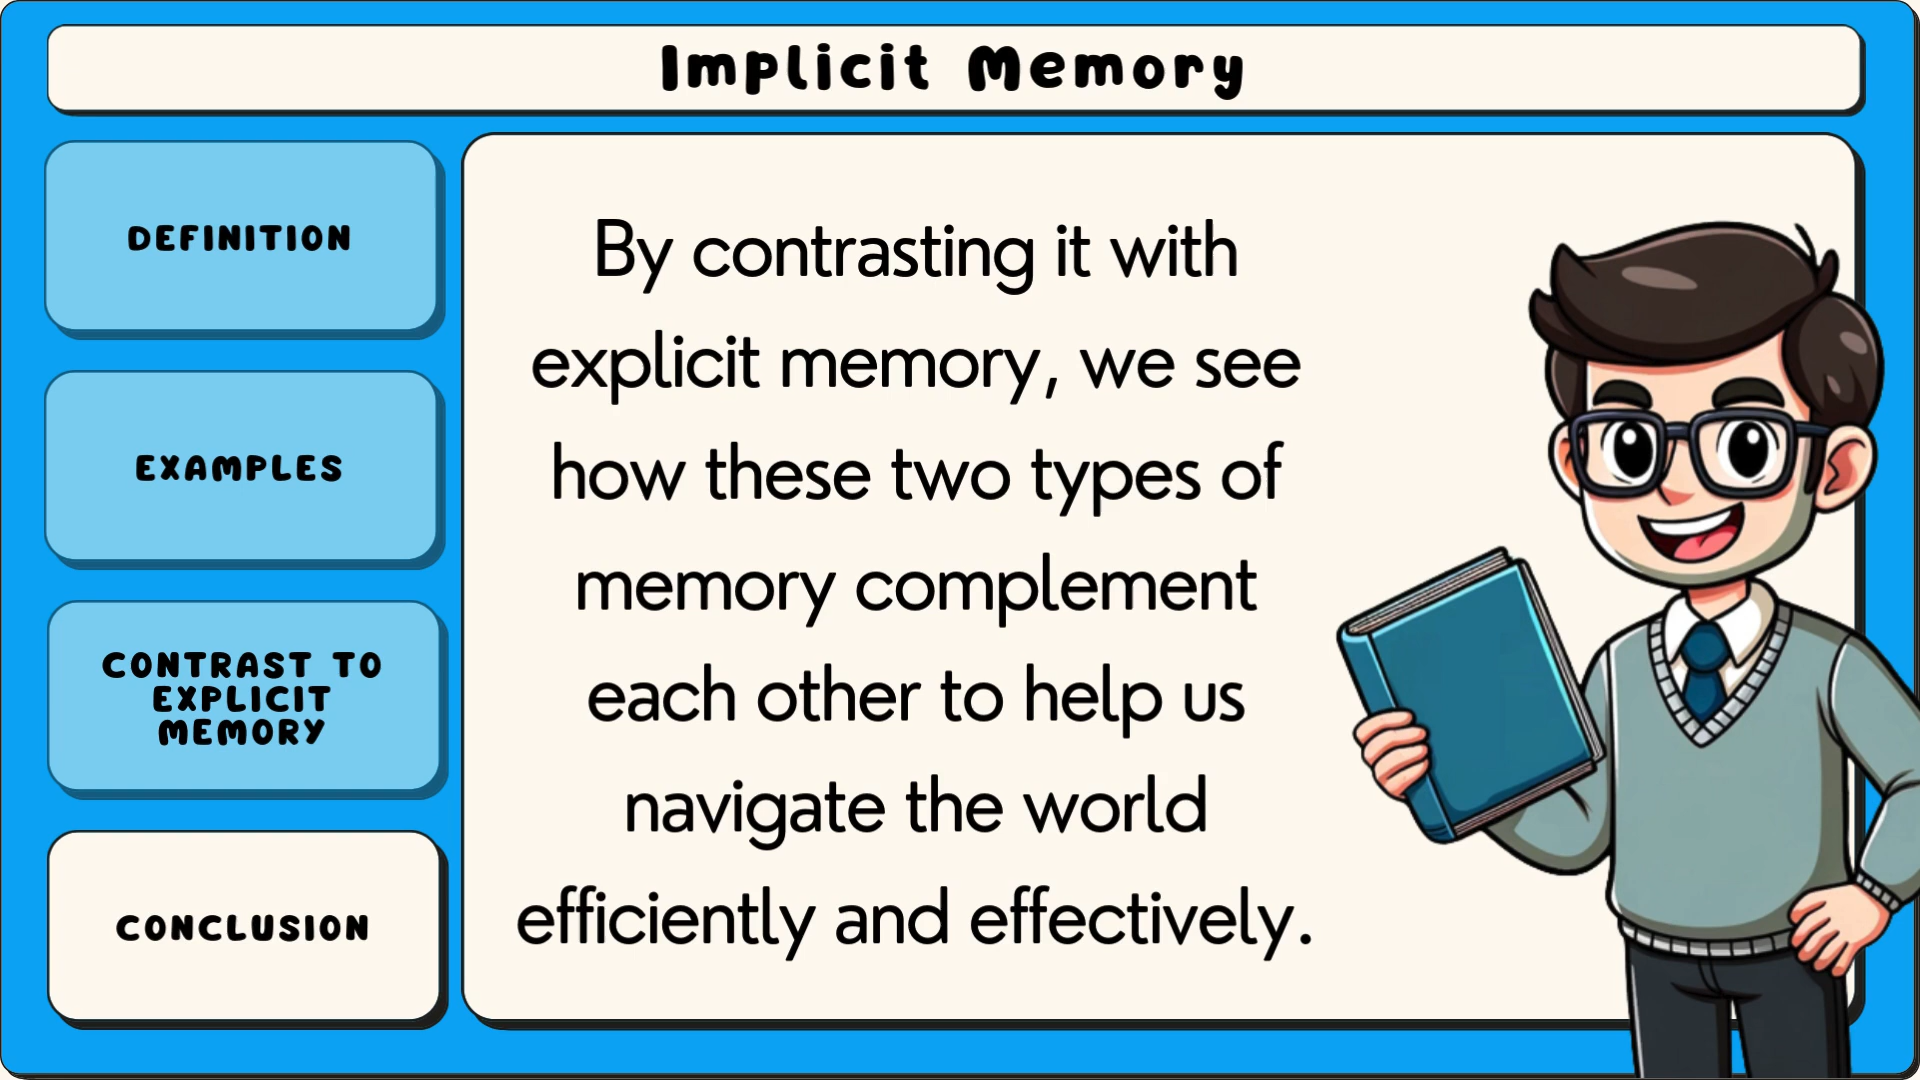 Implicit Memory
DEFINITION
EXAMPLES
CONTRAST TO
EXPLICIT
MEMORY
CONCLUSION
By contrasting it with
explicit memory, we see
how these two types of
memory complement
each other to help us
navigate the world
efficiently and effectively.